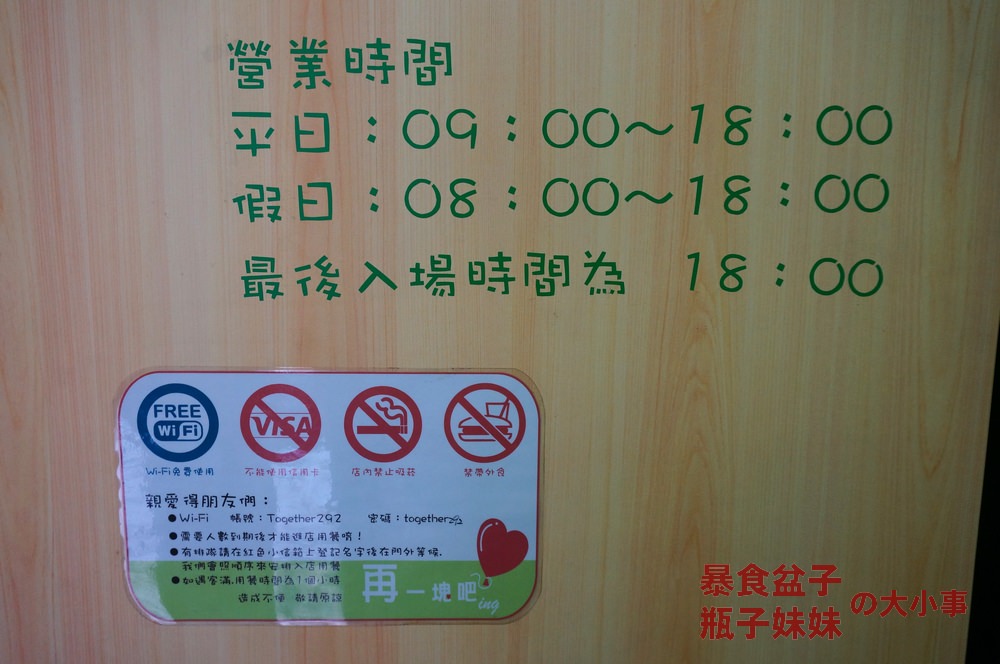 營業時間
平日：09：00～18：00
假日：08：00～18：00
最後入場時間為 18：00
FREE
Wi Fi
VISA
Wi-Fi免費使用
不能使用信用卡
店內禁止吸菸
禁帶外食
親愛得朋友們：
●Wi-Fi 帳號：Together292 密碼：together
●需要人數到期後才能進店用餐唷！
●有排隊請在紅色小信箱上登記名字後在門外等候.
我們會照順序來安排入店用餐
●如遇客滿.用餐時間為1個小時
造成不便 敬請原諒
再一塊吧
ing
暴食盆子
瓶子妹妹
の大小事